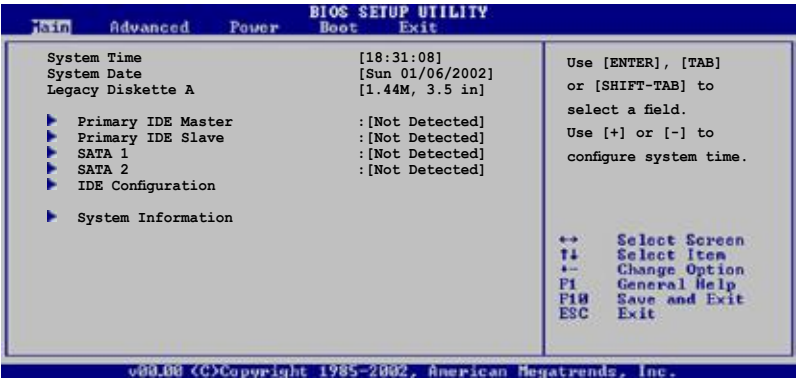 BIOS SETUP UTILITY
Main Advanced Power Boot Exit
System Time [18:31:08]
System Date [Sun 01/06/2002]
Legacy Diskette A [1.44M, 3.5 in]
Primary IDE Master :[Not Detected]
Primary IDE Slave :[Not Detected]
SATA 1 :[Not Detected]
SATA 2 :[Not Detected]
IDE Configuration
System Information
Use [ENTER], [TAB]
or [SHIFT-TAB] to
select a field.
Use [+] or [-] to
configure system time.
↔ Select Screen
↑↓ Select Item
+- Change Option
F1 General Help
F10 Save and Exit
ESC Exit
v00.00 (C)Copyright 1985-2002, American Megatrends, Inc.